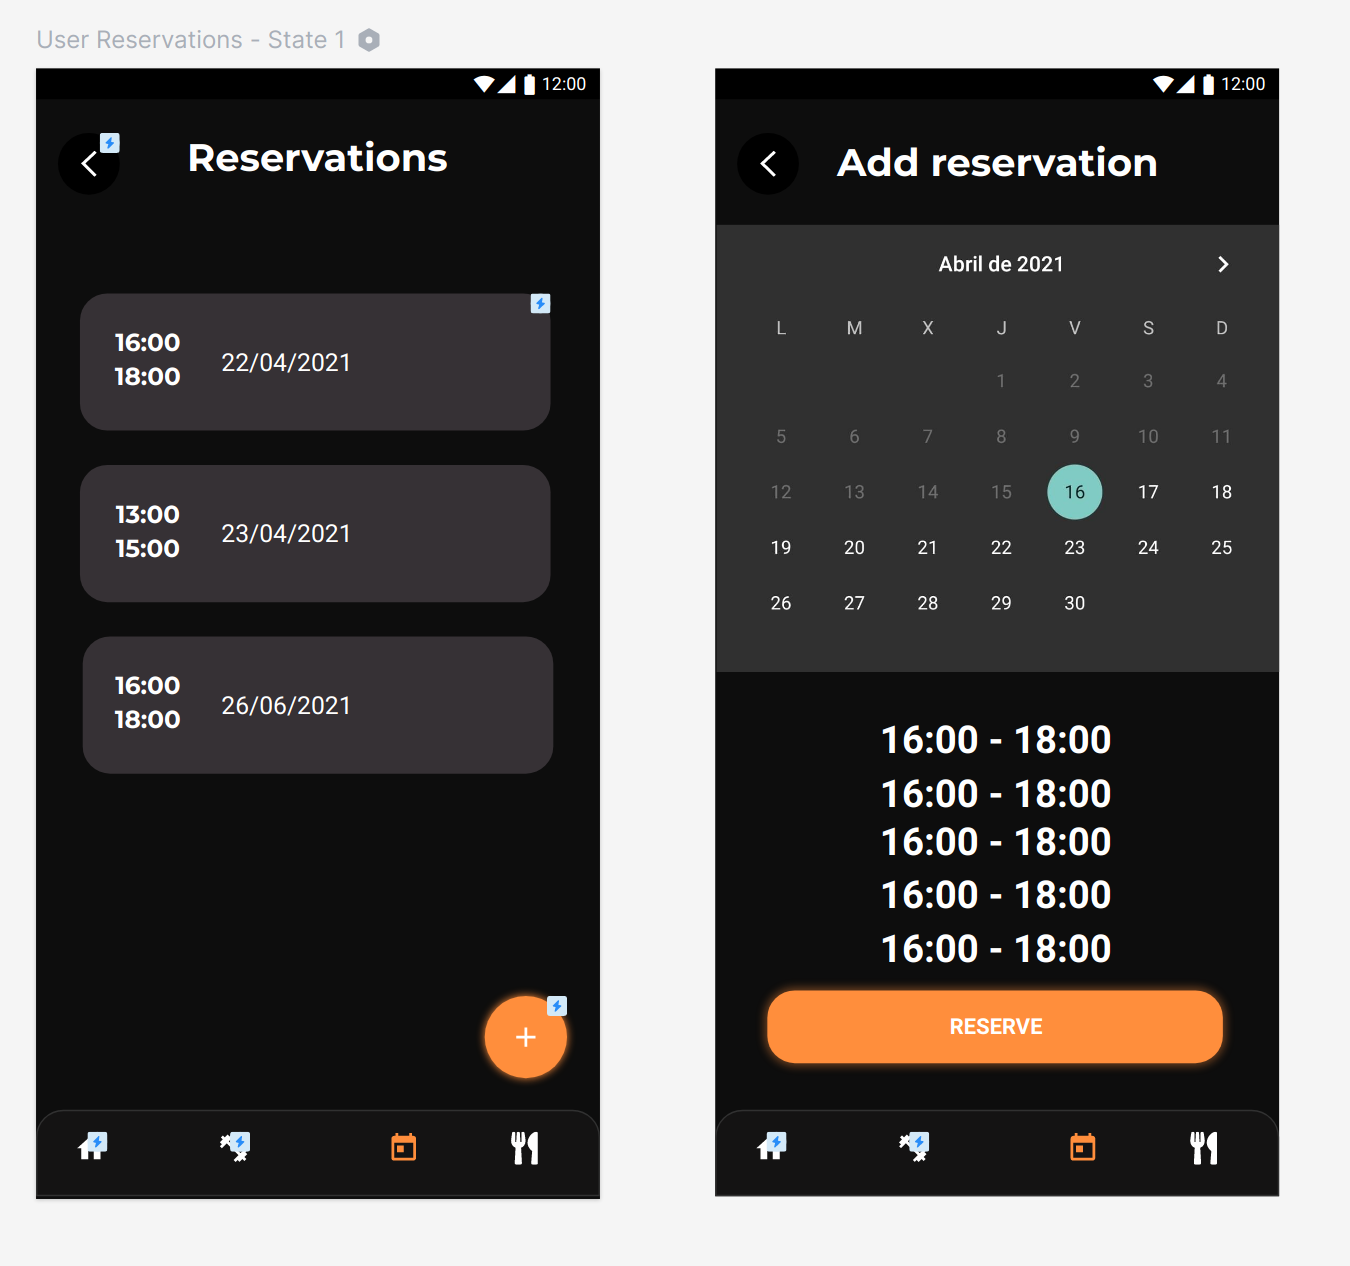 User Reservations - State 1
12:00
Reservations
16:00
18:00
22/04/2021
13:00
15:00
23/04/2021
16:00
18:00
26/06/2021
12:00
Add reservation
Abril de 2021
L M X J V S D
1 2 3 4
5 6 7 8 9 10 11
12 13 14 15 16 17 18
19 20 21 22 23 24 25
26 27 28 29 30
16:00 - 18:00
16:00 - 18:00
16:00 - 18:00
16:00 - 18:00
16:00 - 18:00
RESERVE